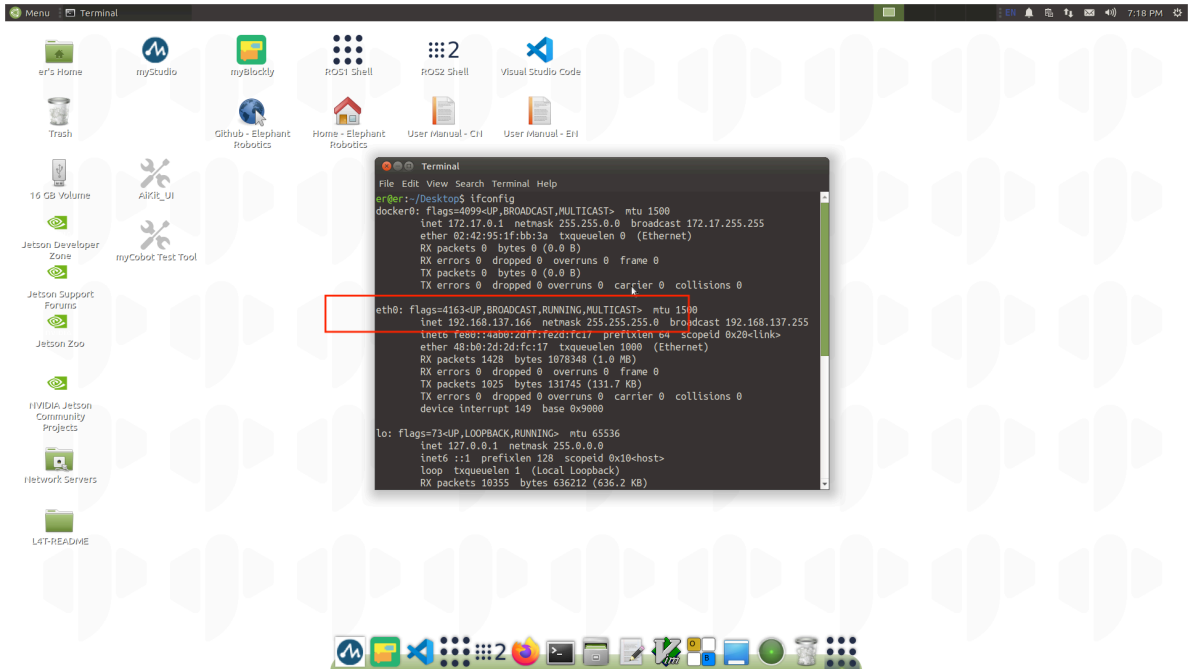 Menu Terminal EN 7:18 PM
er's Home
myStudio
myBlockly
ROS1 Shell
:::2
ROS2 Shell
Visual Studio Code
Trash
Github - Elephant
Robotics
Home - Elephant
Robotics
User Manual - CN
User Manual - EN
16 GB Volume
AiKit_UI
Jetson Developer
Zone
myCobot Test Tool
Jetson Support
Forums
Jetson Zoo
NVIDIA Jetson
Community
Projects
Network Servers
L4T-README
Terminal
File Edit View Search Terminal Help
er@er:~/Desktop$ ifconfig
docker0: flags=4099<UP,BROADCAST,MULTICAST> mtu 1500
inet 172.17.0.1 netmask 255.255.0.0 broadcast 172.17.255.255
ether 02:42:95:1f:bb:3a txqueuelen 0 (Ethernet)
RX packets 0 bytes 0 (0.0 B)
RX errors 0 dropped 0 overruns 0 frame 0
TX packets 0 bytes 0 (0.0 B)
TX errors 0 dropped 0 overruns 0 carrier 0 collisions 0
eth0: flags=4163<UP,BROADCAST,RUNNING,MULTICAST> mtu 1500
inet 192.168.137.166 netmask 255.255.255.0 broadcast 192.168.137.255
inet6 fe80::4ab0:2dff:fe2d:fc17 prefixlen 64 scopeid 0x20<link>
ether 48:b0:2d:2d:fc:17 txqueuelen 1000 (Ethernet)
RX packets 1428 bytes 1078348 (1.0 MB)
RX errors 0 dropped 0 overruns 0 frame 0
TX packets 1025 bytes 131745 (131.7 KB)
TX errors 0 dropped 0 overruns 0 carrier 0 collisions 0
device interrupt 149 base 0x9000
lo: flags=73<UP,LOOPBACK,RUNNING> mtu 65536
inet 127.0.0.1 netmask 255.0.0.0
inet6 ::1 prefixlen 128 scopeid 0x10<host>
loop txqueuelen 1 (Local Loopback)
RX packets 10355 bytes 636212 (636.2 KB)
:::2 >_ Vim O B